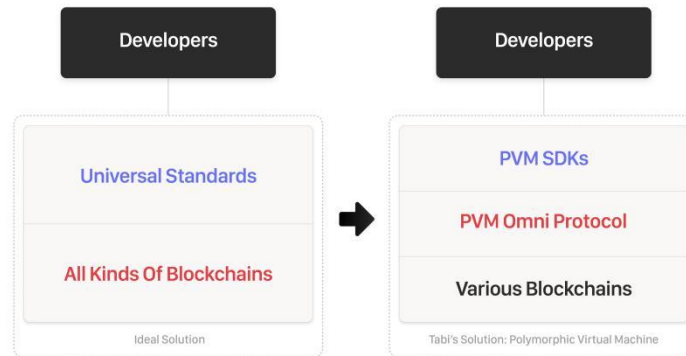 Developers
Universal Standards
All Kinds Of Blockchains
Ideal Solution
Developers
PVM SDKs
PVM Omni Protocol
Various Blockchains
Tabi's Solution: Polymorphic Virtual Machine